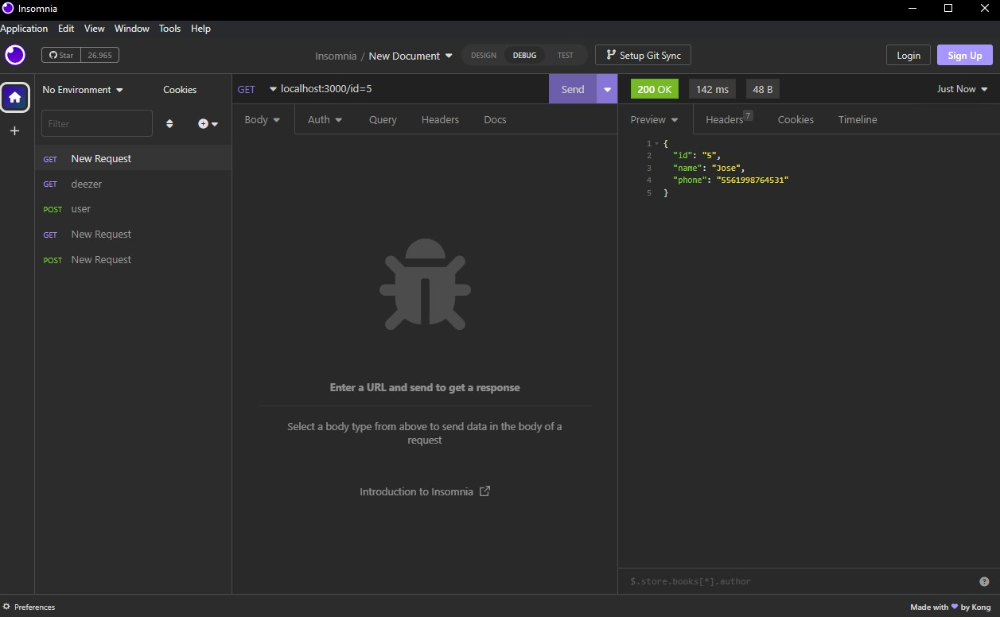 Insomnia
Application Edit View Window Tools Help
Star 26.965
Insomnia / New Document
DESIGN DEBUG TEST
Setup Git Sync
Login Sign Up
No Environment Cookies
Filter
GET New Request
GET deezer
POST user
GET New Request
POST New Request
GET localhost:3000/id=5 Send
Body Auth Query Headers Docs
Enter a URL and send to get a response
Select a body type from above to send data in the body of a
request
Introduction to Insomnia
200 OK 142 ms 48 B Just Now
Preview Headers 7 Cookies Timeline
1 {
2 "id": "5",
3 "name": "Jose",
4 "phone": "5561998764531"
5 }
$.store.books[*].author ?
Preferences
Made with ♥ by Kong